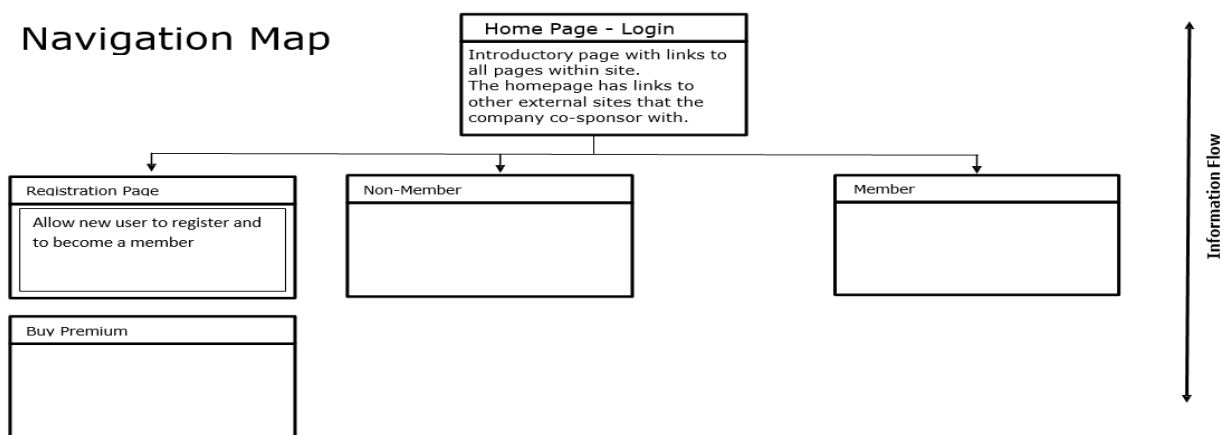 Navigation Map
Home Page - Login
Introductory page with links to
all pages within site.
The homepage has links to
other external sites that the
company co-sponsor with.
Registration Page
Allow new user to register and
to become a member
Non-Member
Member
Buy Premium
Information Flow